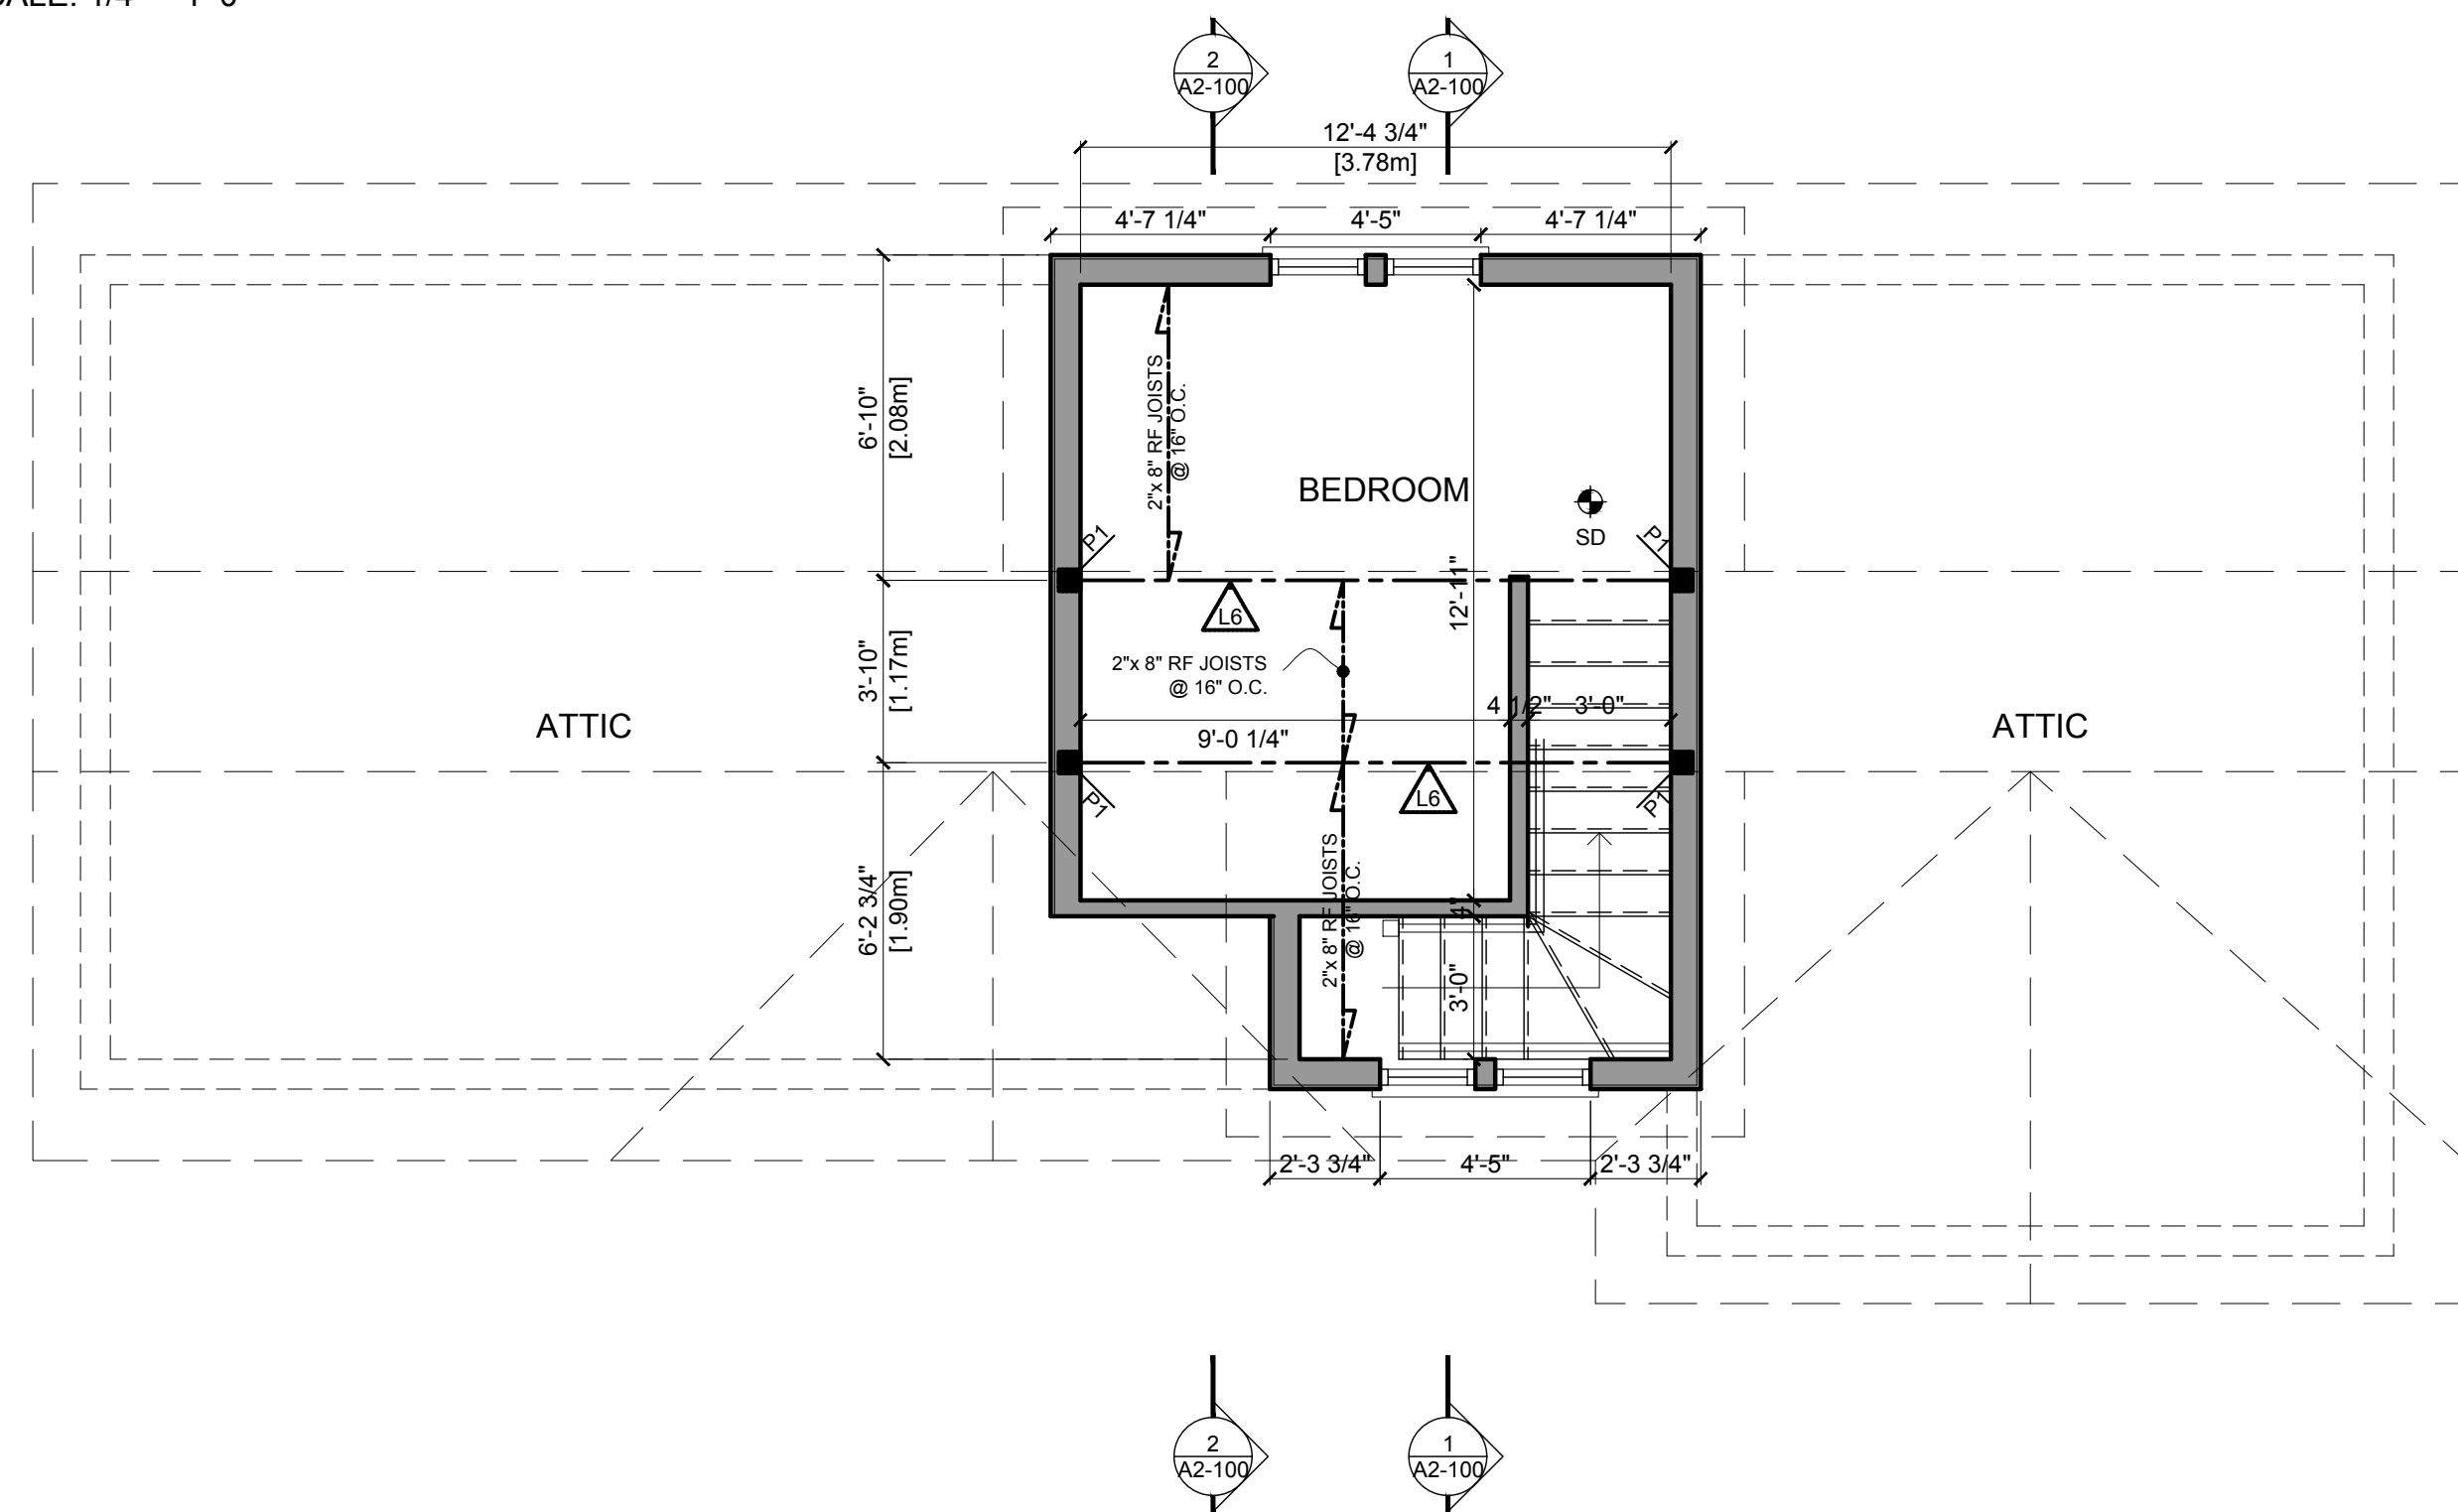 2
A2-100
1
A2-100
12'-4 3/4"
[3.78m]
4'-7 1/4"
4'-5"
4'-7 1/4"
6'-10"
[2.08m]
2"x 8" RF JOISTS
@ 16" O.C.
BEDROOM
SD
P1
P1
12'-11"
L6
3'-10"
[1.17m]
2"x 8" RF JOISTS
@ 16" O.C.
4 1/2"
3'-0"
ATTIC
9'-0 1/4"
ATTIC
L6
P1
P1
6'-2 3/4"
[1.90m]
2"x 8" RF JOISTS
@ 16" O.C.
4"
3'-0"
2'-3 3/4"
4'-5"
2'-3 3/4"
2
A2-100
1
A2-100